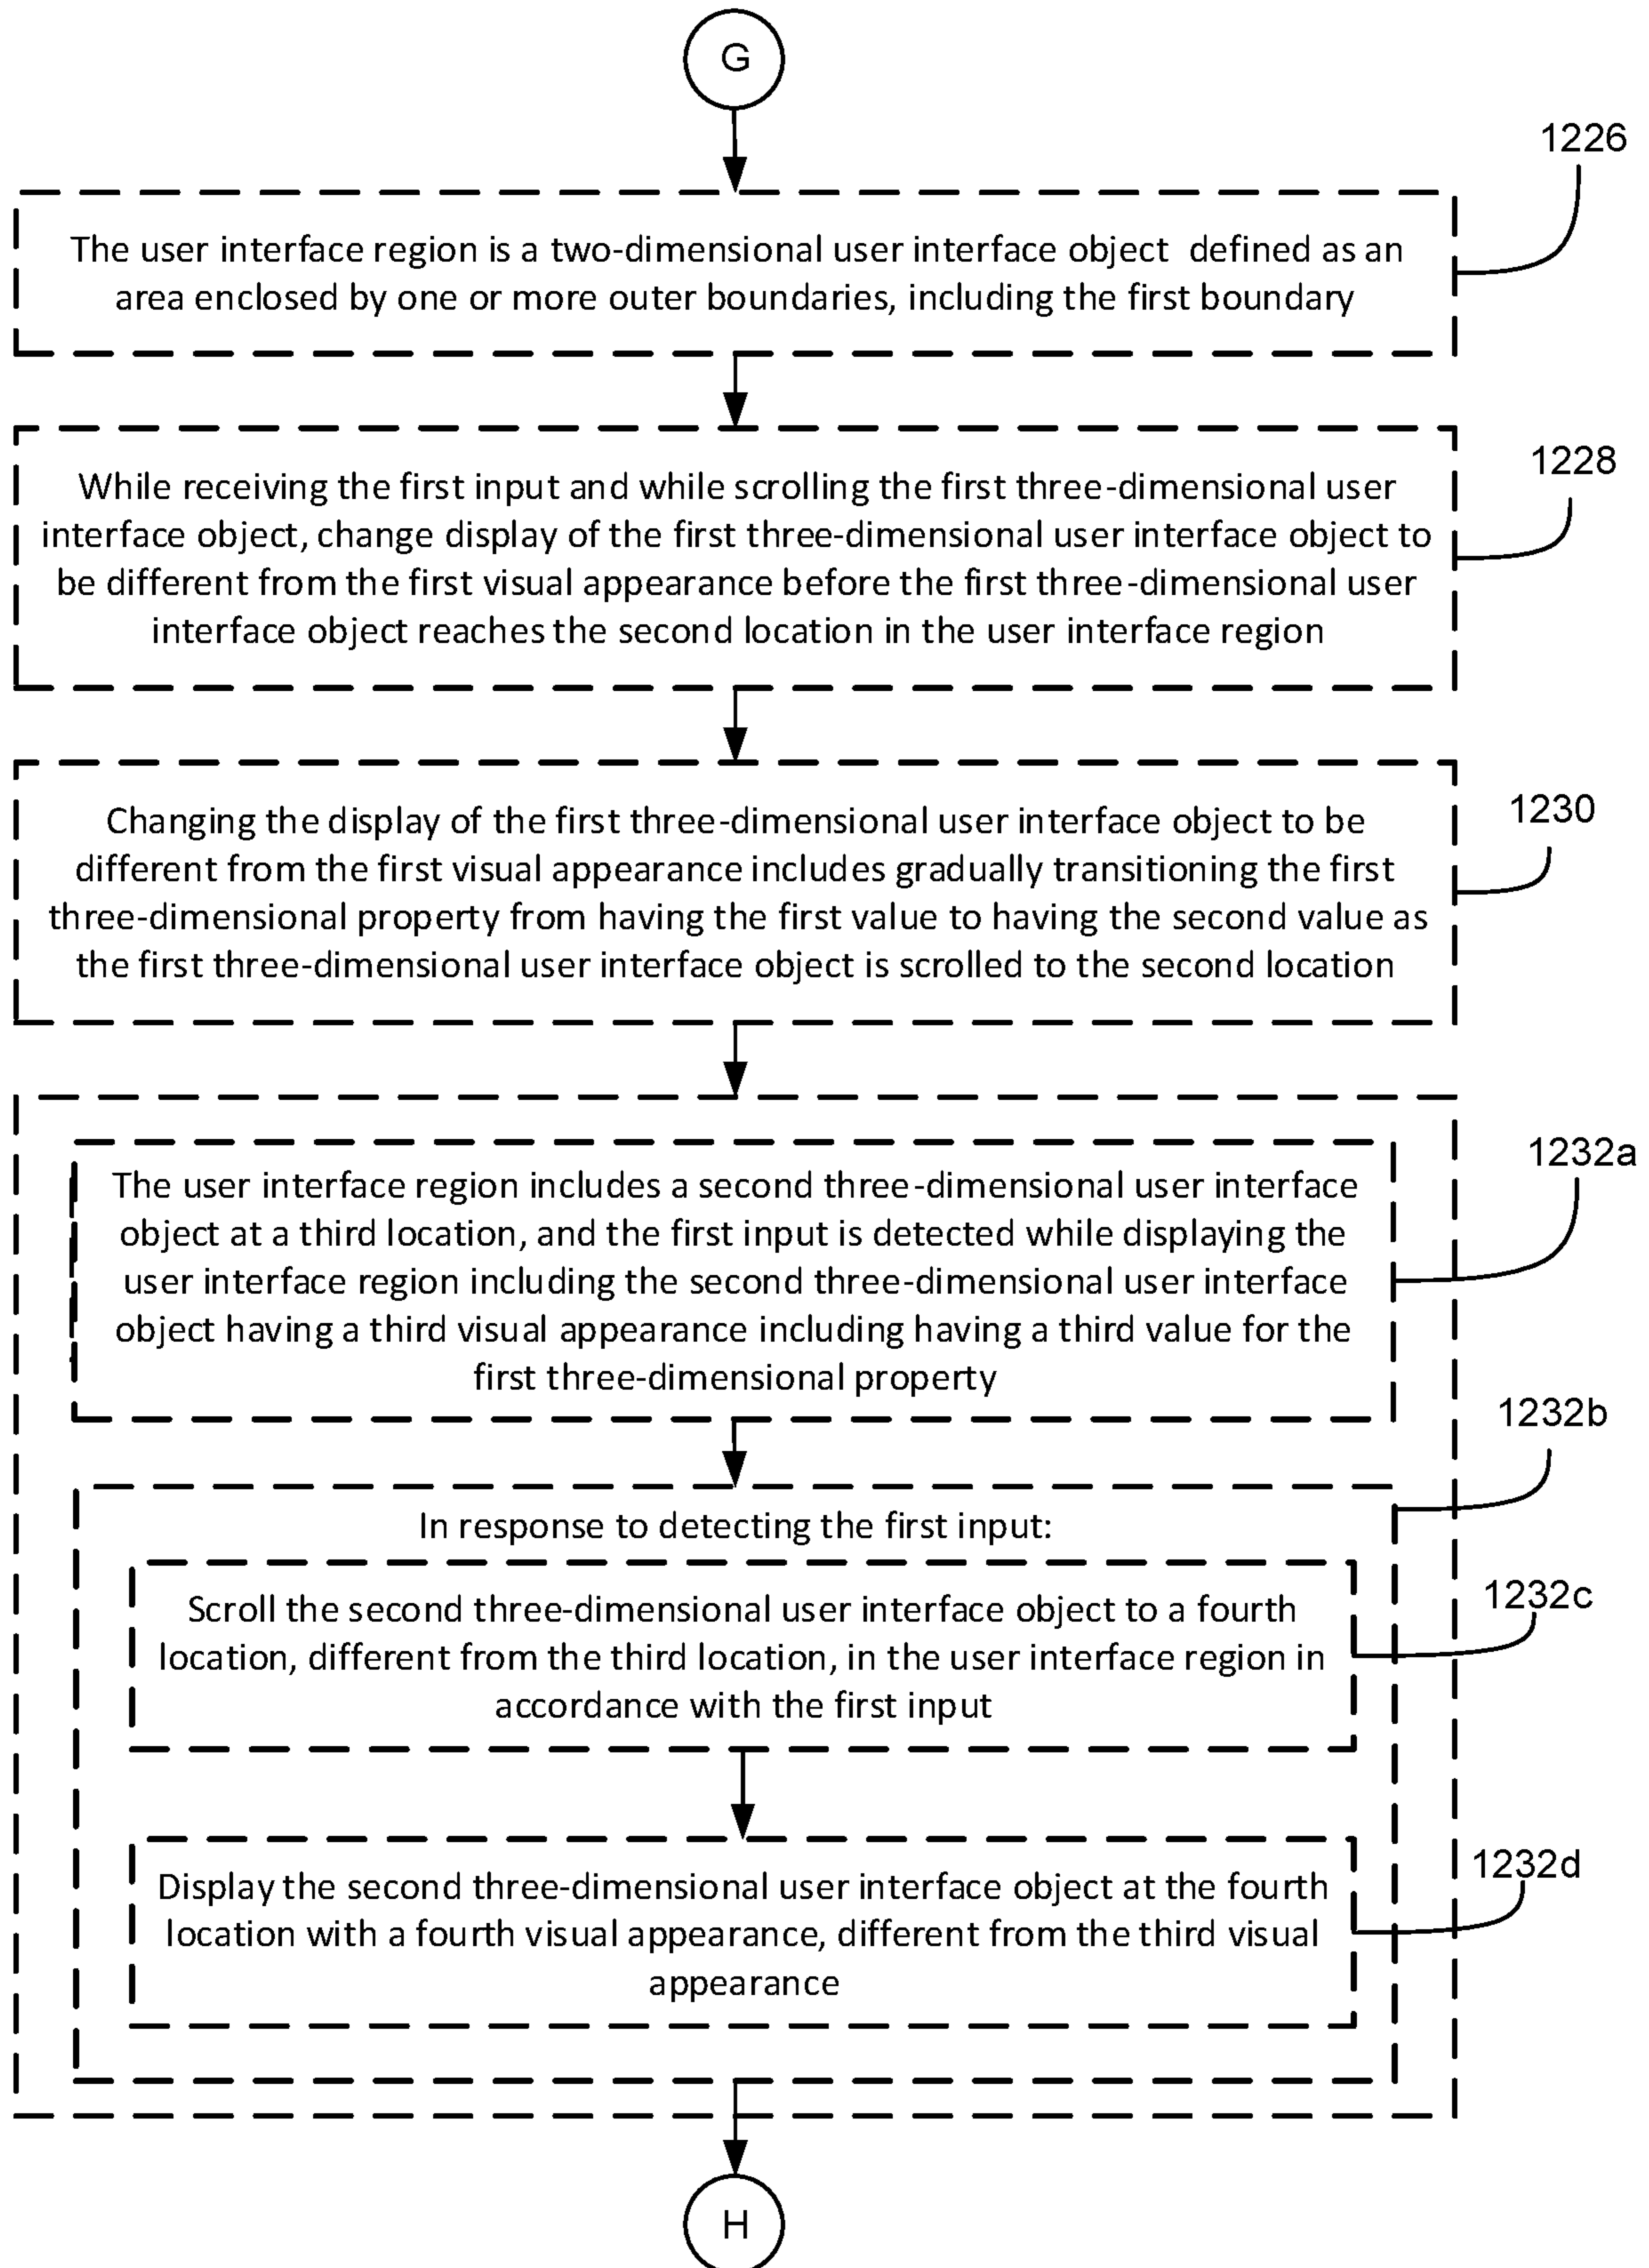 G
1226
The user interface region is a two-dimensional user interface object defined as an
area enclosed by one or more outer boundaries, including the first boundary
1228
While receiving the first input and while scrolling the first three-dimensional user
interface object, change display of the first three-dimensional user interface object to
be different from the first visual appearance before the first three-dimensional user
interface object reaches the second location in the user interface region
1230
Changing the display of the first three-dimensional user interface object to be
different from the first visual appearance includes gradually transitioning the first
three-dimensional property from having the first value to having the second value as
the first three-dimensional user interface object is scrolled to the second location
1232a
The user interface region includes a second three-dimensional user interface
object at a third location, and the first input is detected while displaying the
user interface region including the second three-dimensional user interface
object having a third visual appearance including having a third value for the
first three-dimensional property
1232b
In response to detecting the first input:
1232c
Scroll the second three-dimensional user interface object to a fourth
location, different from the third location, in the user interface region in
accordance with the first input
1232d
Display the second three-dimensional user interface object at the fourth
location with a fourth visual appearance, different from the third visual
appearance
H